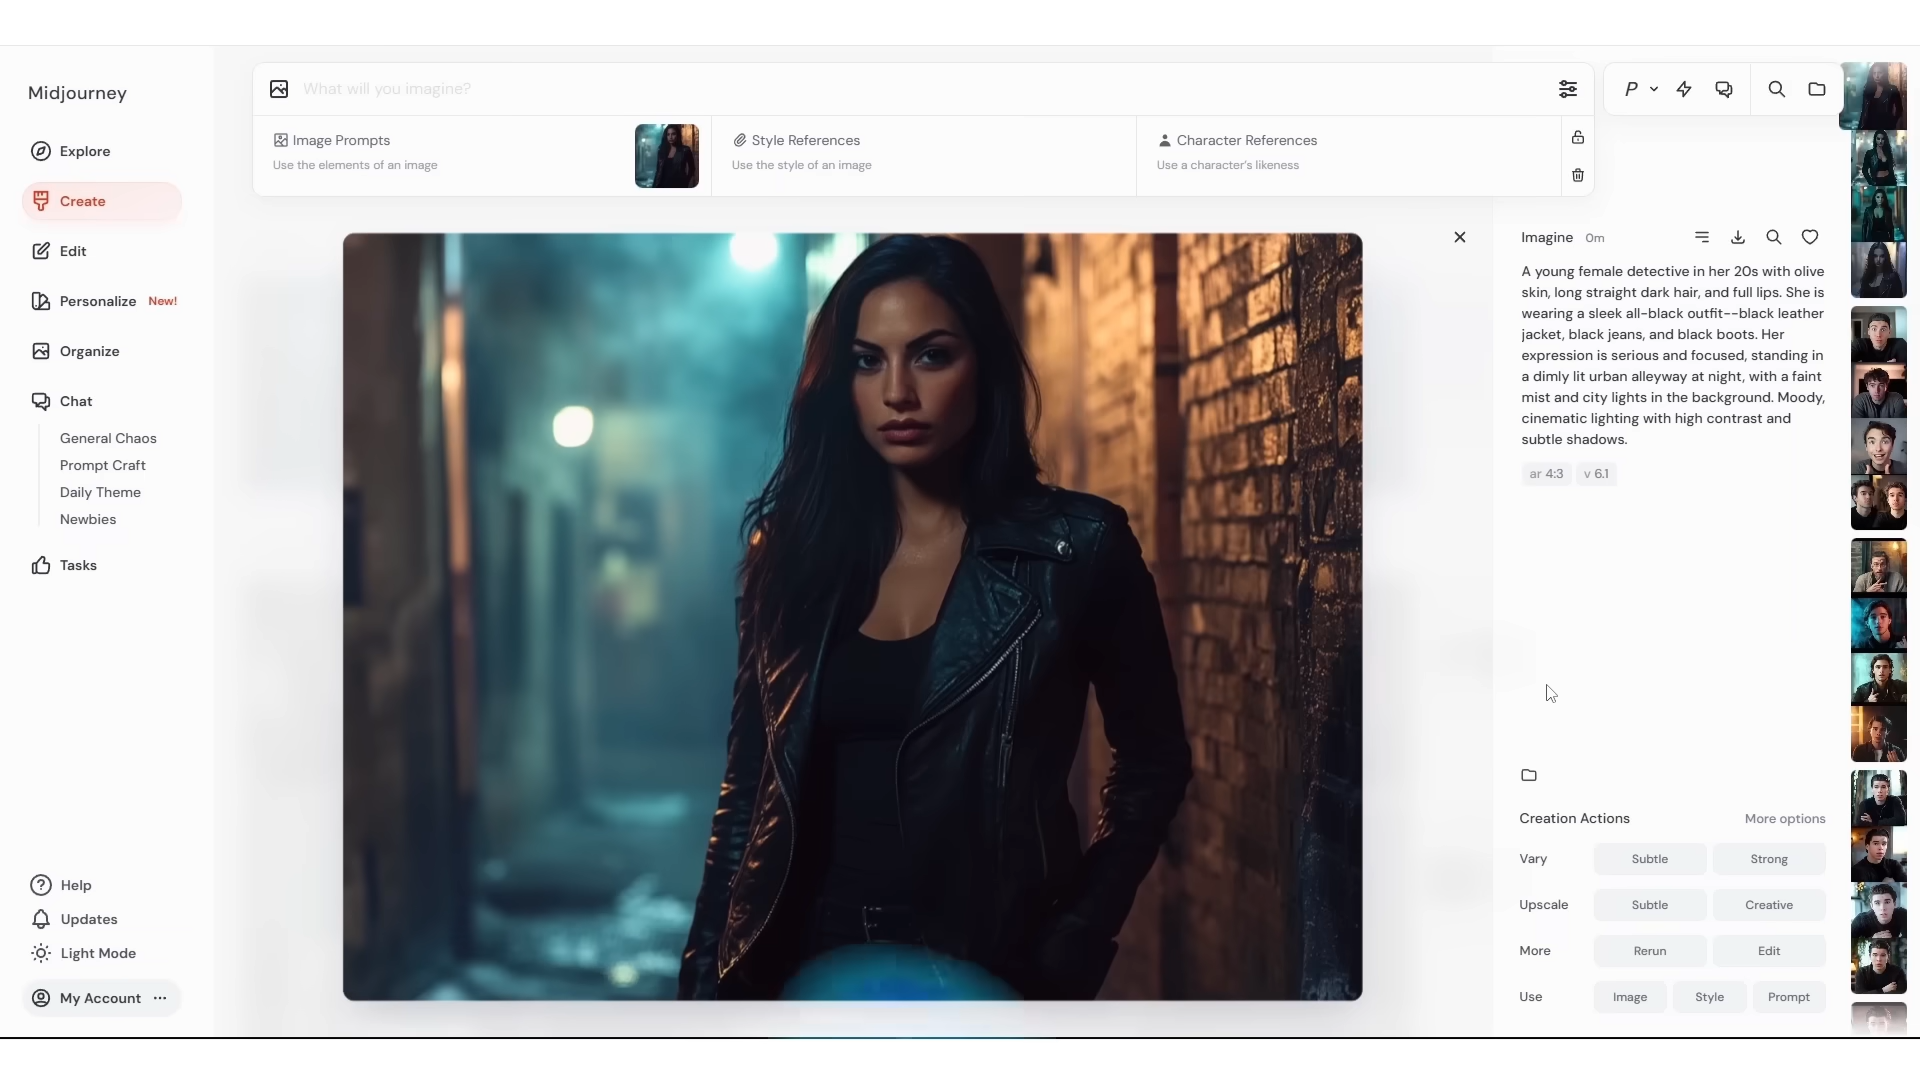 Midjourney
Explore
Create
Edit
Personalize New!
Organize
Chat
General Chaos
Prompt Craft
Daily Theme
Newbies
Tasks
Help
Updates
Light Mode
My Account
What will you imagine?
Image Prompts
Use the elements of an image
Style References
Use the style of an image
Character References
Use a character's likeness
P
Imagine 0m
A young female detective in her 20s with olive
skin, long straight dark hair, and full lips. She is
wearing a sleek all-black outfit--black leather
jacket, black jeans, and black boots. Her
expression is serious and focused, standing in
a dimly lit urban alleyway at night, with a faint
mist and city lights in the background. Moody,
cinematic lighting with high contrast and
subtle shadows.
ar 4:3 v 6.1
Creation Actions More options
Vary Subtle Strong
Upscale Subtle Creative
More Rerun Edit
Use Image Style Prompt